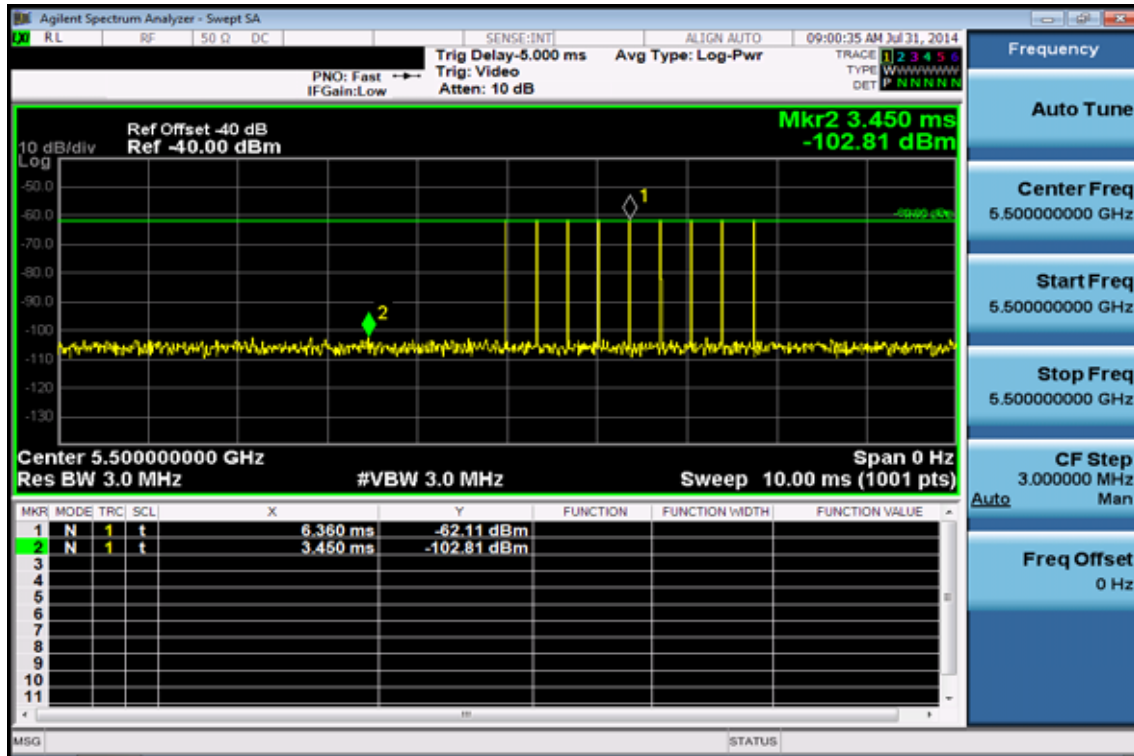 Agilent Spectrum Analyzer - Swept SA
RL RF 50 Ω DC SENSE:INT ALIGN AUTO 09:00:35 AM Jul 31, 2014
Trig Delay-5.000 ms Avg Type: Log-Pwr TRACE 1 2 3 4 5 6
PNO: Fast Trig: Video TYPE WWWWWW
IFGain:Low Atten: 10 dB DET P N N N N N
Frequency
Auto Tune
Center Freq
5.500000000 GHz
Start Freq
5.500000000 GHz
Stop Freq
5.500000000 GHz
CF Step
3.000000 MHz
Auto Man
Freq Offset
0 Hz
Mkr2 3.450 ms
-102.81 dBm
Ref Offset -40 dB
10 dB/div Ref -40.00 dBm
Log
1
-50.0
-60.0
-70.0
-80.0
-90.0
2
-100
-110
-120
-130
Center 5.500000000 GHz Span 0 Hz
Res BW 3.0 MHz #VBW 3.0 MHz Sweep 10.00 ms (1001 pts)
MKR MODE TRC SCL X Y FUNCTION FUNCTION WIDTH FUNCTION VALUE
1 N 1 t 6.360 ms -62.11 dBm
2 N 1 t 3.450 ms -102.81 dBm
3
4
5
6
7
8
9
10
11
MSG STATUS